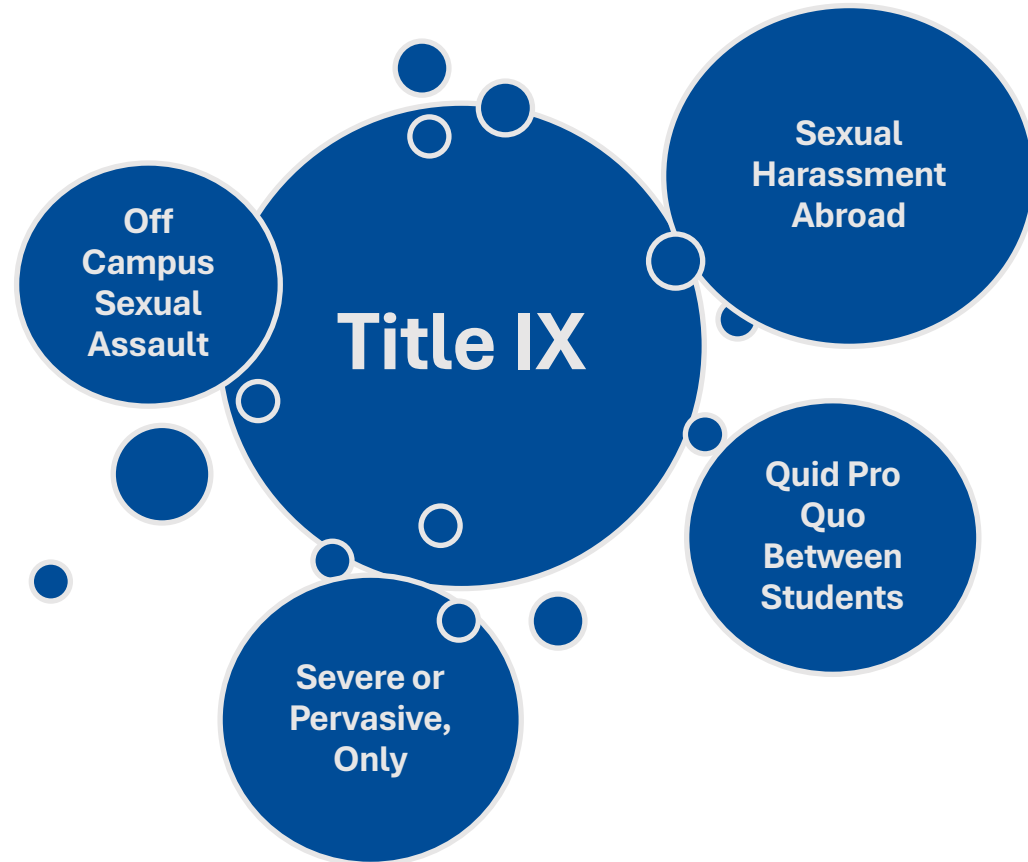 Sexual
Harassment
Abroad
Off
Campus
Sexual
Assault
Title IX
Quid Pro
Quo
Between
Students
Severe or
Pervasive,
Only